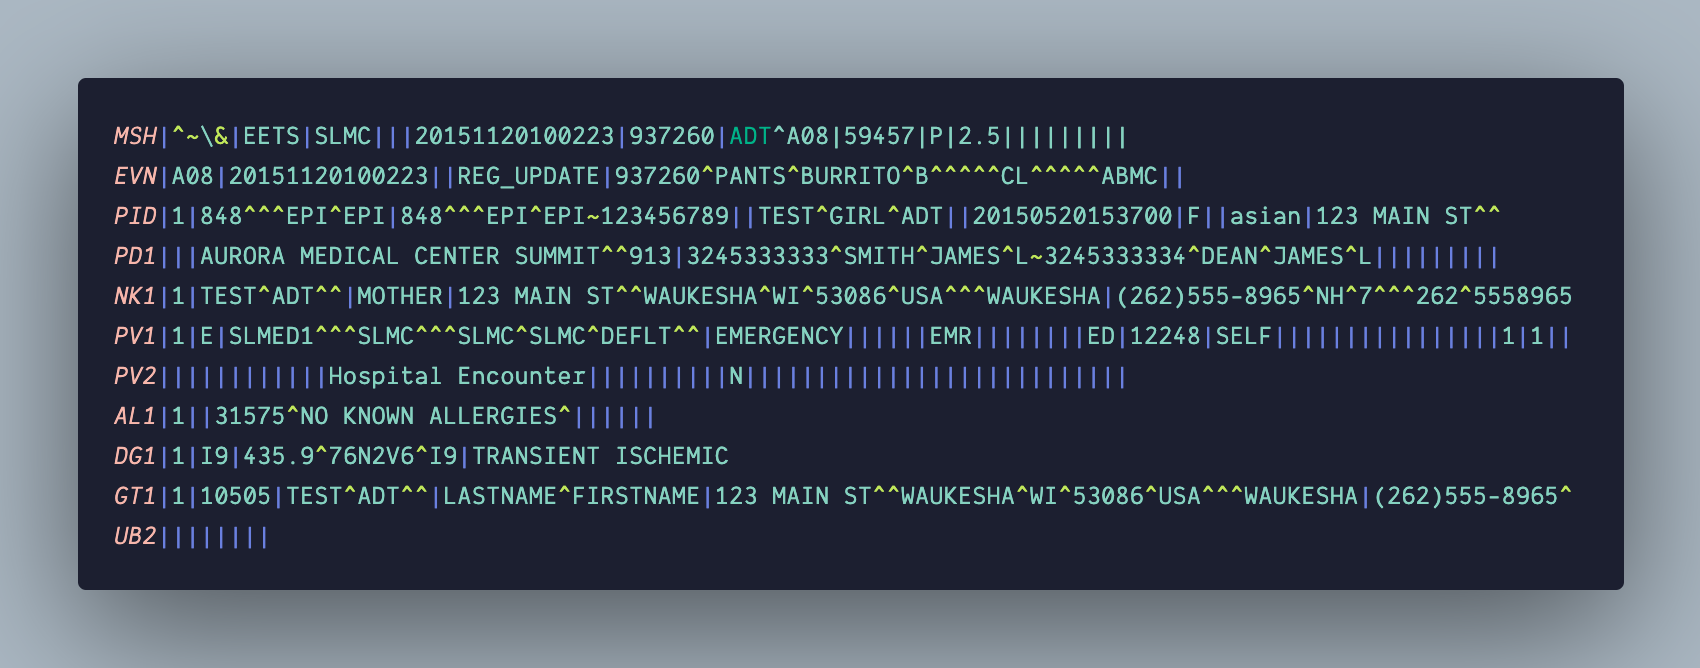 MSH|^~\&|EETS|SLMC|||20151120100223|937260|ADT^A08|59457|P|2.5|||||||||
EVN|A08|20151120100223||REG_UPDATE|937260^PANTS^BURRITO^B^^^^^CL^^^^^ABMC||
PID|1|848^^^EPI^EPI|848^^^EPI^EPI~123456789||TEST^GIRL^ADT||20150520153700|F||asian|123 MAIN ST^^
PD1|||AURORA MEDICAL CENTER SUMMIT^^913|3245333333^SMITH^JAMES^L~3245333334^DEAN^JAMES^L|||||||||
NK1|1|TEST^ADT^^|MOTHER|123 MAIN ST^^WAUKESHA^WI^53086^USA^^^WAUKESHA|(262)555-8965^NH^7^^^262^5558965
PV1|1|E|SLMED1^^^SLMC^^^SLMC^SLMC^DEFLT^^|EMERGENCY||||||EMR||||||||ED|12248|SELF||||||||||||||||1|1||
PV2||||||||||||Hospital Encounter||||||||||N|||||||||||||||||||||||||||
AL1|1||31575^NO KNOWN ALLERGIES^||||||
DG1|1|I9|435.9^76N2V6^I9|TRANSIENT ISCHEMIC
GT1|1|10505|TEST^ADT^^|LASTNAME^FIRSTNAME|123 MAIN ST^^WAUKESHA^WI^53086^USA^^^WAUKESHA|(262)555-8965^
UB2||||||||